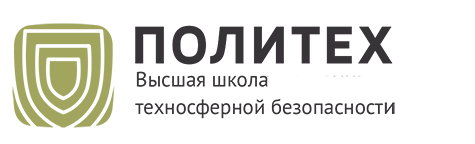 ПОЛИТЕХ
Высшая школа
техносферной безопасности